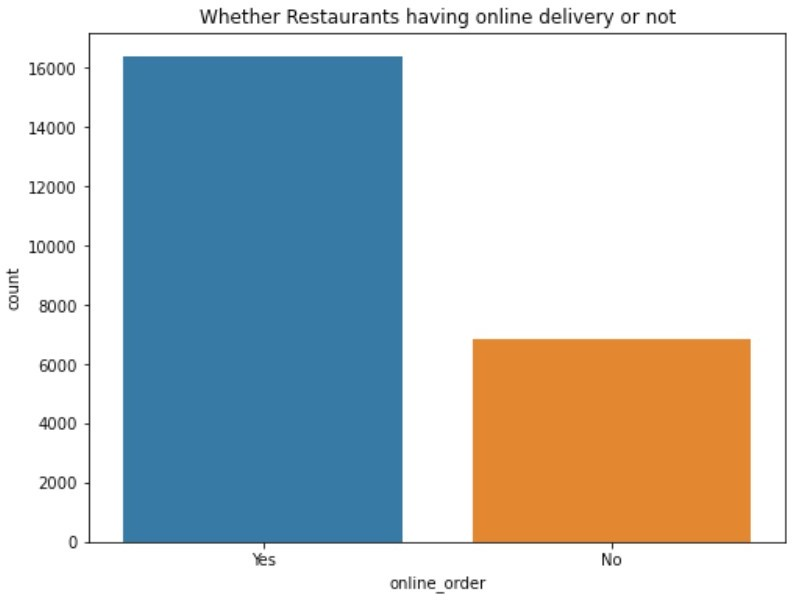 Whether Restaurants having online delivery or not
16000
14000
12000
10000
8000
6000
4000
2000
0
count
Yes No
online_order